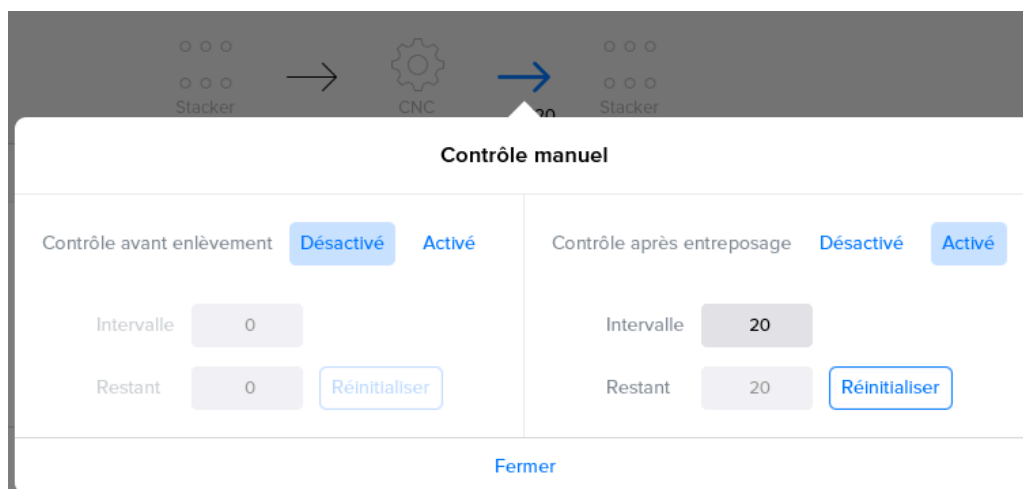 Stacker CNC Stacker
20
Contrôle manuel
Contrôle avant enlèvement Désactivé Activé
Intervalle 0
Restant 0 Réinitialiser
Contrôle après entreposage Désactivé Activé
Intervalle 20
Restant 20 Réinitialiser
Fermer